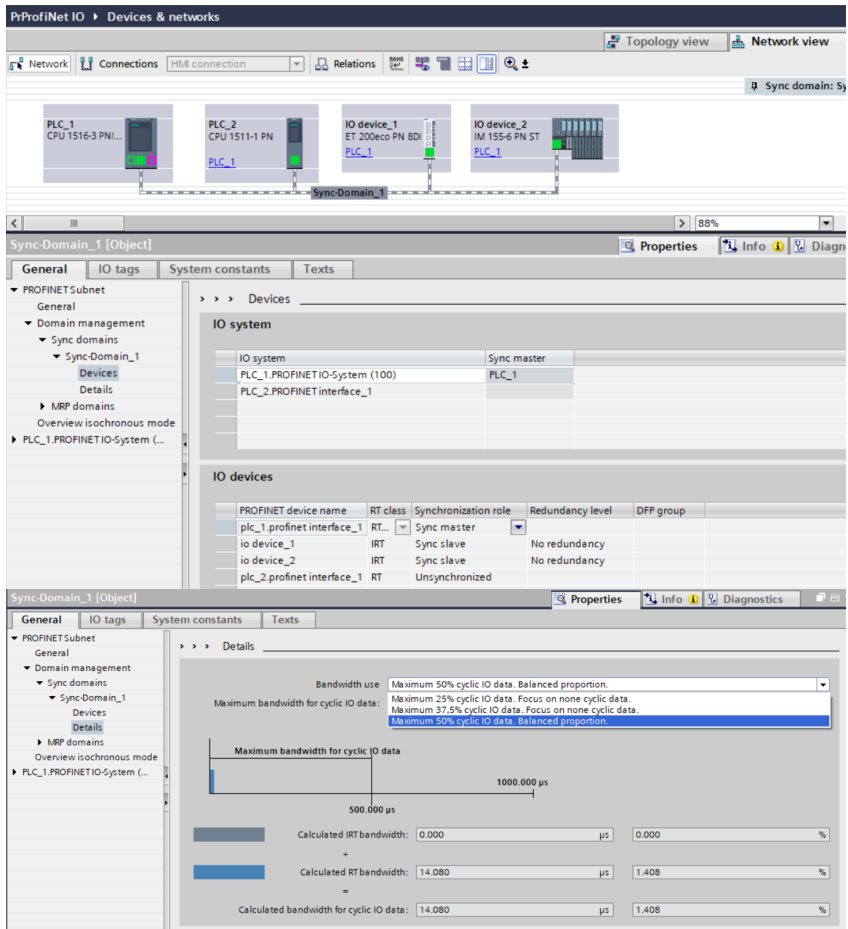 PrProfiNet IO ▸ Devices & networks
Topology view Network view
Network Connections HMI connection Relations
Sync domain: Sy
PLC_1 PLC_2 IO device_1 IO device_2
CPU 1516-3 PN/... CPU 1511-1 PN ET 200eco PN 8DI IM 155-6 PN ST
PLC_1 PLC_1 PLC_1
Sync-Domain_1
88%
Sync-Domain_1 [Object] Properties Info Diagn
General IO tags System constants Texts
PROFINET Subnet
General
Domain management
Sync domains
Sync-Domain_1
Devices
Details
MRP domains
Overview isochronous mode
PLC_1.PROFINET IO-System (...
> > > Devices
IO system
IO system Sync master
PLC_1.PROFINET IO-System (100) PLC_1
PLC_2.PROFINET interface_1
IO devices
PROFINET device name RT class Synchronization role Redundancy level DFP group
plc_1.profinet interface_1 RT... Sync master
io device_1 IRT Sync slave No redundancy
io device_2 IRT Sync slave No redundancy
plc_2.profinet interface_1 RT Unsynchronized
Sync-Domain_1 [Object] Properties Info Diagnostics
General IO tags System constants Texts
PROFINET Subnet
General
Domain management
Sync domains
Sync-Domain_1
Devices
Details
MRP domains
Overview isochronous mode
PLC_1.PROFINET IO-System (...
> > > Details
Bandwidth use Maximum 50% cyclic IO data. Balanced proportion.
Maximum bandwidth for cyclic IO data: Maximum 25% cyclic IO data. Focus on none cyclic data.
Maximum 37,5% cyclic IO data. Focus on none cyclic data.
Maximum 50% cyclic IO data. Balanced proportion.
Maximum bandwidth for cyclic IO data
1000.000 µs
500.000 µs
Calculated IRT bandwidth: 0.000 µs 0.000 %
+
Calculated RT bandwidth: 14.080 µs 1.408 %
=
Calculated bandwidth for cyclic IO data: 14.080 µs 1.408 %